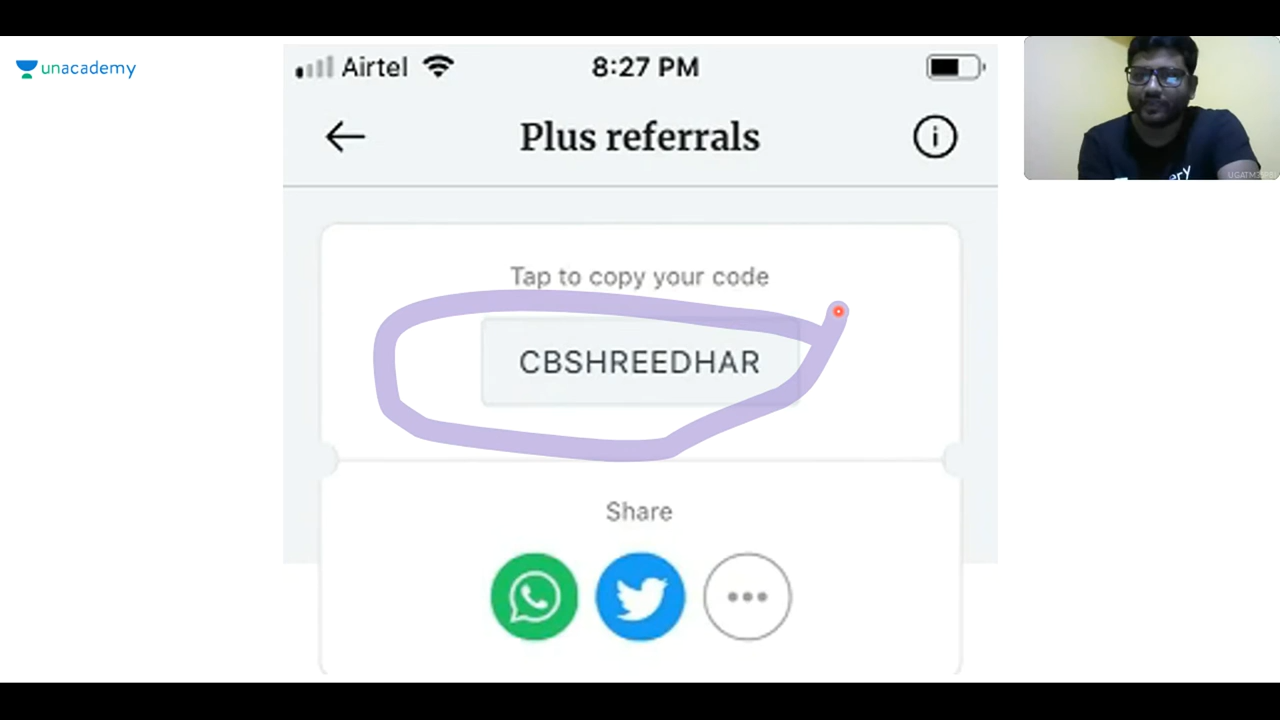 unacademy
Airtel
8:27 PM
Plus referrals
Tap to copy your code
CBSHREEDHAR
Share